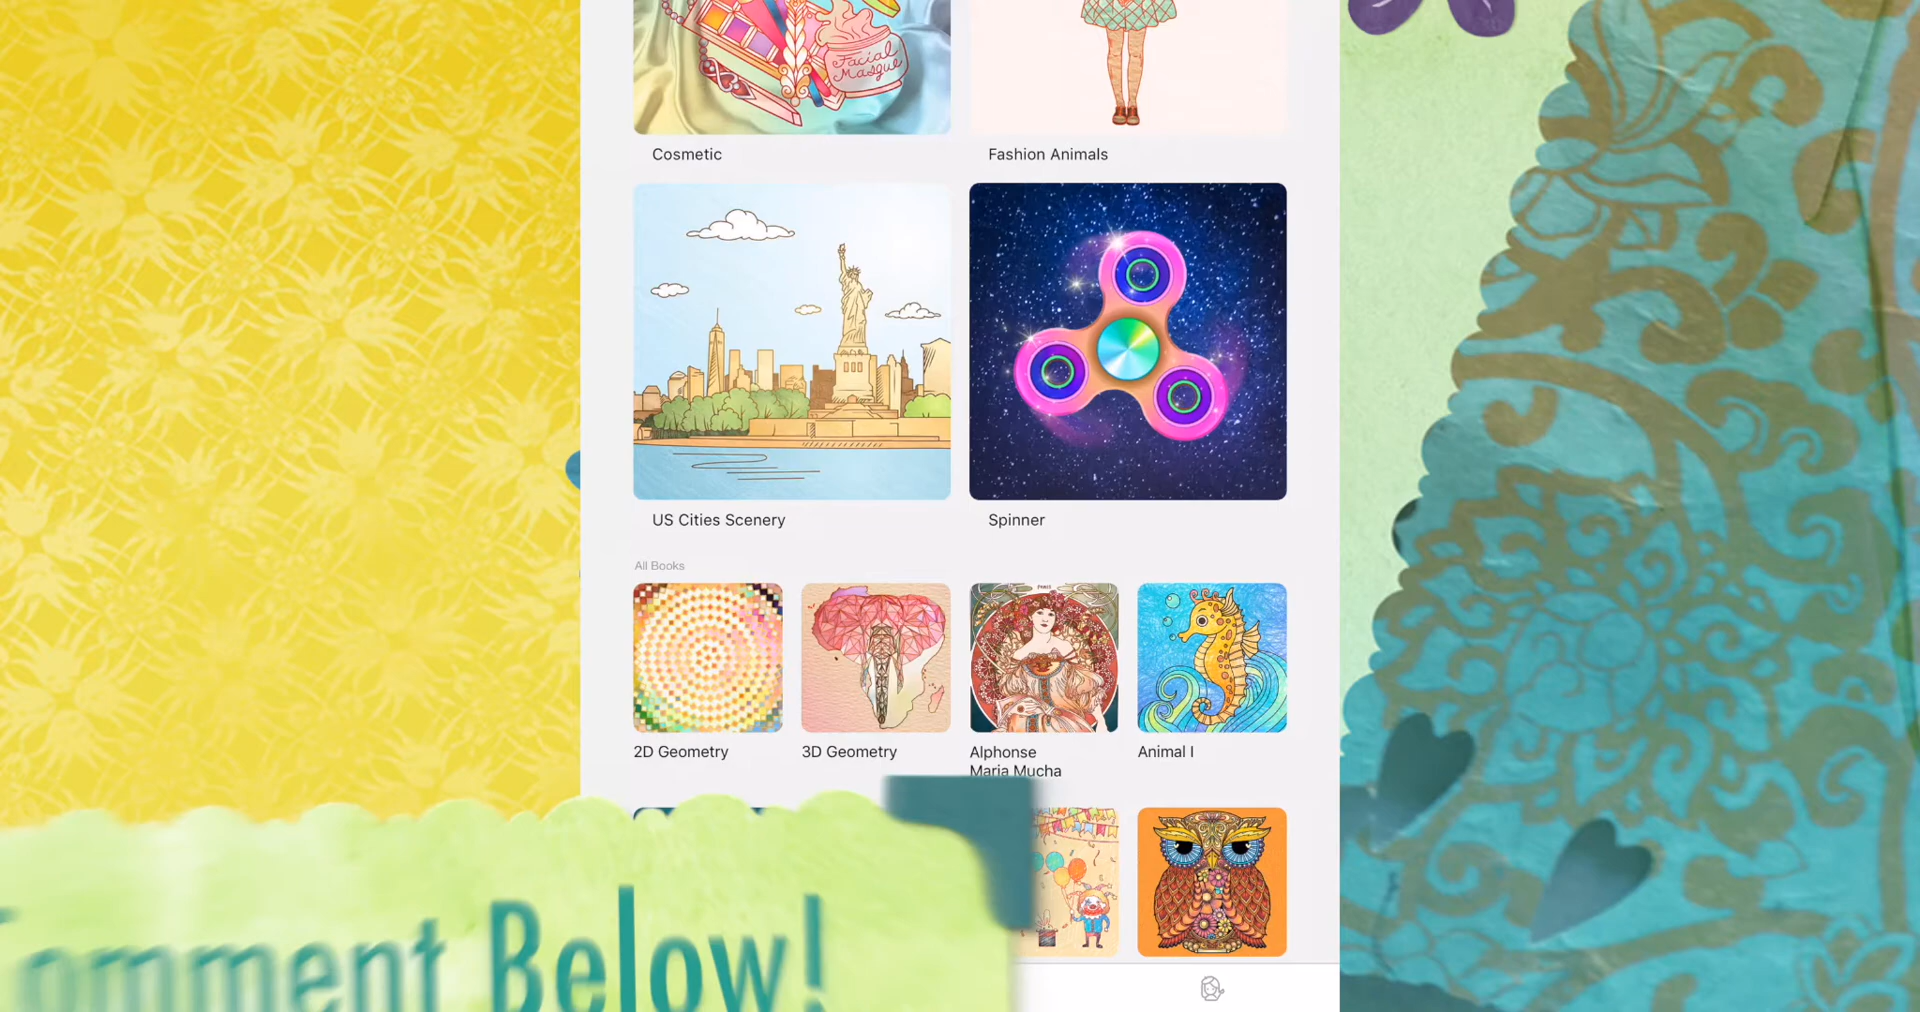 Facial
Masque
Cosmetic
Fashion Animals
US Cities Scenery
Spinner
All Books
2D Geometry
3D Geometry
Alphonse
Maria Mucha
Animal I
Comment Below!